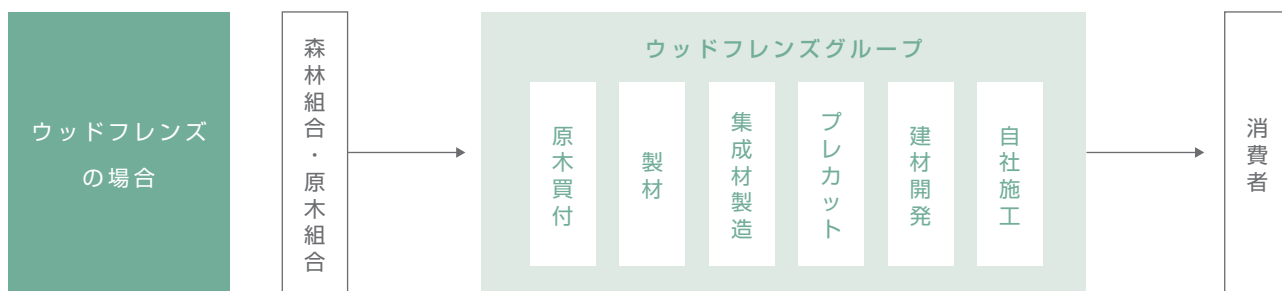 ウッドフレンズ
の場合
森林組合・原木組合
ウッドフレンズグループ
原木買付
製材
集成材製造
プレカット
建材開発
自社施工
消費者